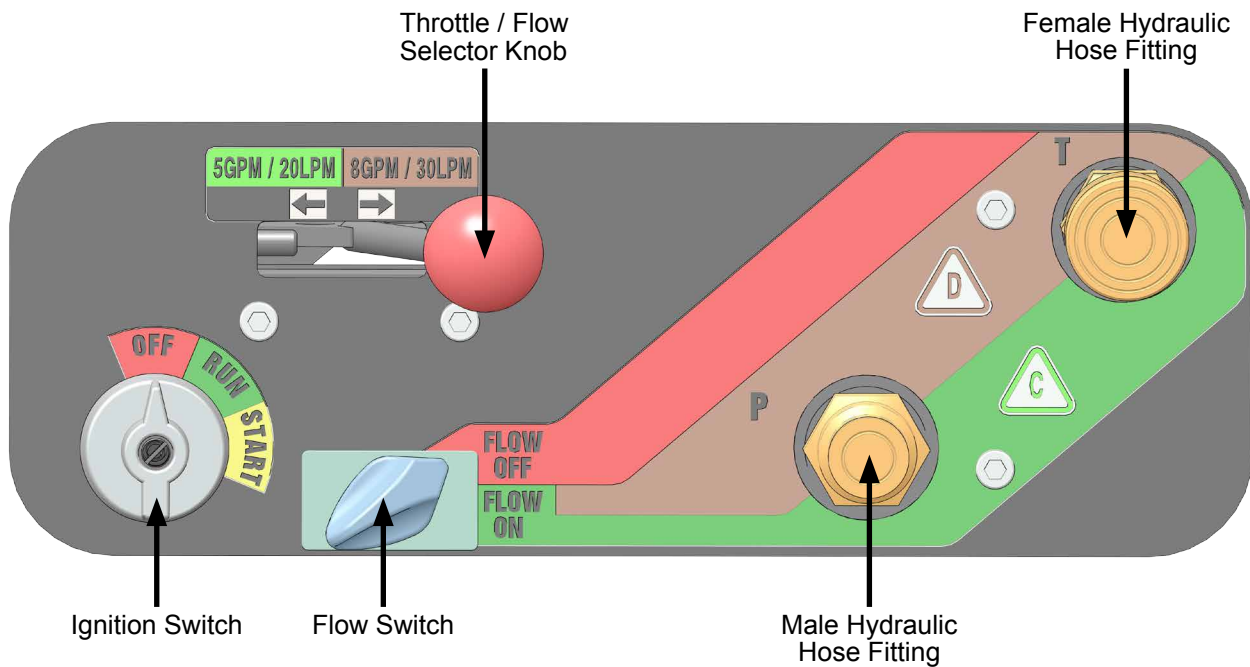 Throttle / Flow
Selector Knob
Female Hydraulic
Hose Fitting
5GPM / 20LPM
8GPM / 30LPM
T
D
OFF
RUN
START
C
P
FLOW
OFF
FLOW
ON
Ignition Switch
Flow Switch
Male Hydraulic
Hose Fitting